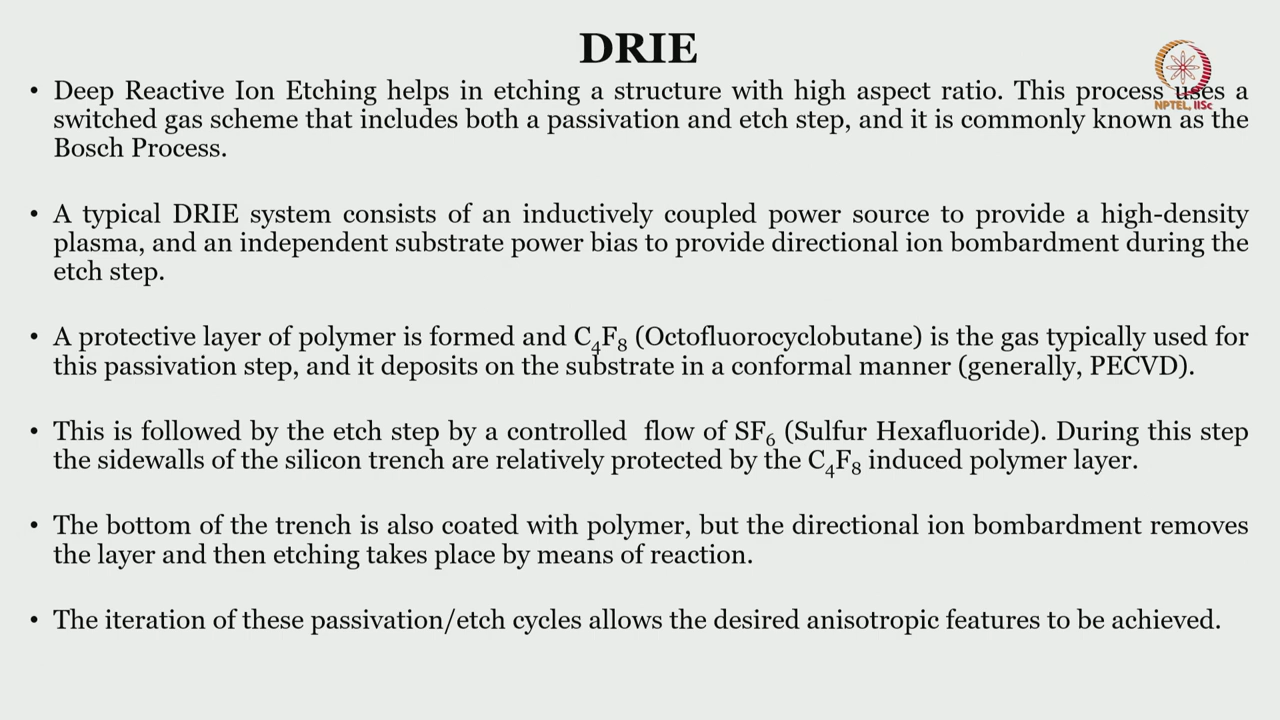 DRIE
• Deep Reactive Ion Etching helps in etching a structure with high aspect ratio. This process uses a
switched gas scheme that includes both a passivation and etch step, and it is commonly known as the
Bosch Process.
• A typical DRIE system consists of an inductively coupled power source to provide a high-density
plasma, and an independent substrate power bias to provide directional ion bombardment during the
etch step.
• A protective layer of polymer is formed and C₄F₈ (Octofluorocyclobutane) is the gas typically used for
this passivation step, and it deposits on the substrate in a conformal manner (generally, PECVD).
• This is followed by the etch step by a controlled flow of SF₆ (Sulfur Hexafluoride). During this step
the sidewalls of the silicon trench are relatively protected by the C₄F₈ induced polymer layer.
• The bottom of the trench is also coated with polymer, but the directional ion bombardment removes
the layer and then etching takes place by means of reaction.
• The iteration of these passivation/etch cycles allows the desired anisotropic features to be achieved.
NPTEL, IISc